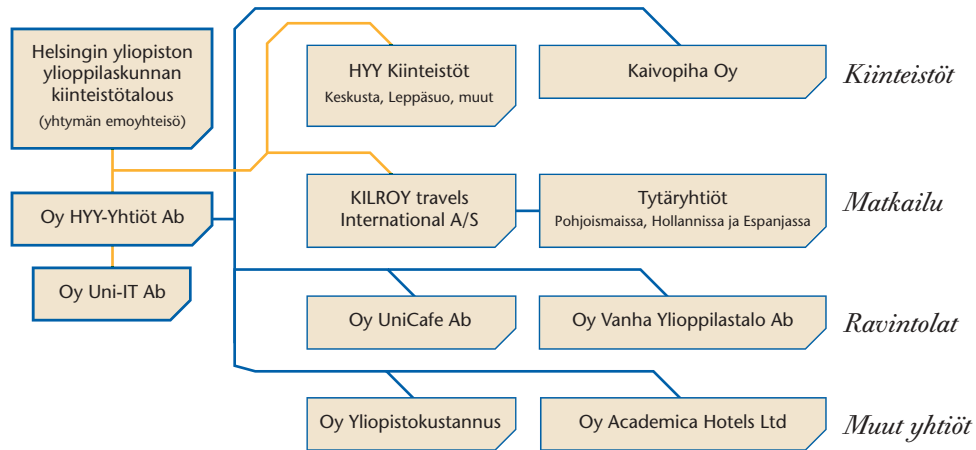 Helsingin yliopiston
ylioppilaskunnan
kiinteistötalous
(yhtymän emoyhteisö)
HYY Kiinteistöt
Keskusta, Leppäsuo, muut
Kaivopiha Oy
Kiinteistöt
Oy HYY-Yhtiöt Ab
KILROY travels
International A/S
Tytäryhtiöt
Pohjoismaissa, Hollannissa ja Espanjassa
Matkailu
Oy Uni-IT Ab
Oy UniCafe Ab
Oy Vanha Ylioppilastalo Ab
Ravintolat
Oy Yliopistokustannus
Oy Academica Hotels Ltd
Muut yhtiöt